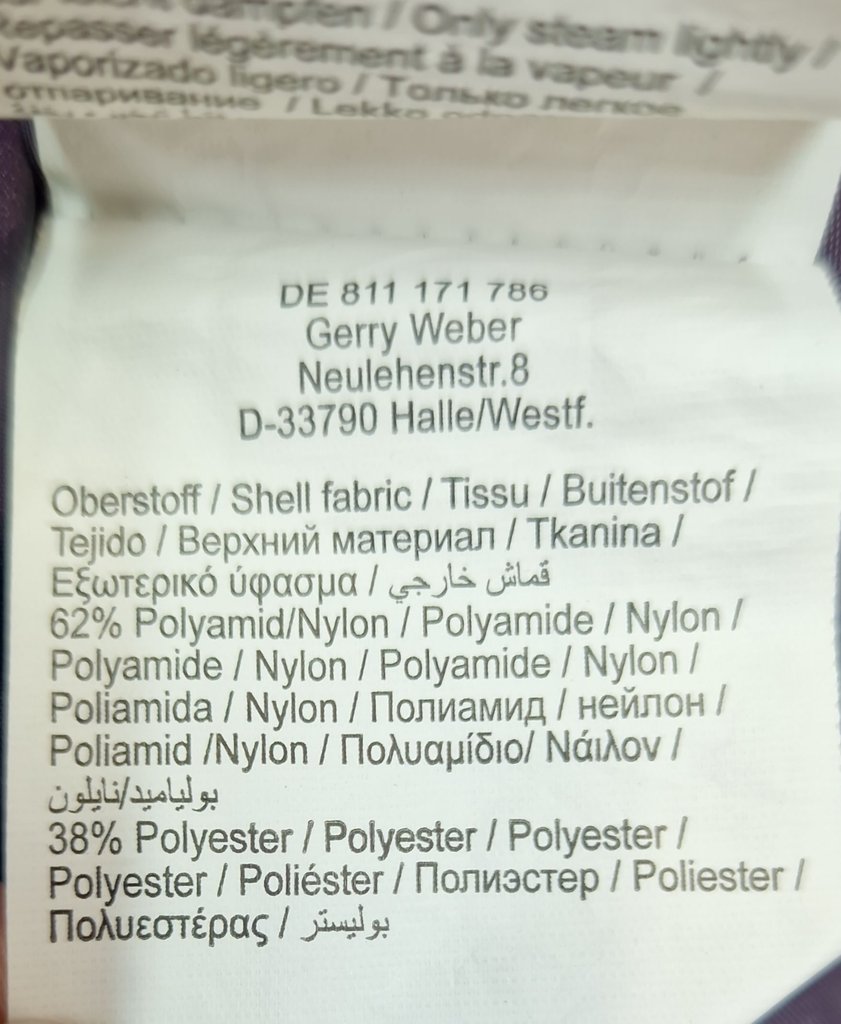 dämpfen / Only steam lightly /
Repasser légèrement à la vapeur /
Vaporizado ligero / Только легкое
отпаривание / Lekko
DE 811 171 786
Gerry Weber
Neulehenstr.8
D-33790 Halle/Westf.
Oberstoff / Shell fabric / Tissu / Buitenstof /
Tejido / Верхний материал / Tkanina /
Εξωτερικό ύφασμα / قماش خارجي
62% Polyamid/Nylon / Polyamide / Nylon /
Polyamide / Nylon / Polyamide / Nylon /
Poliamida / Nylon / Полиамид / нейлон /
Poliamid /Nylon / Πολυαμίδιο/ Νάιλον /
بولياميد/نايلون
38% Polyester / Polyester / Polyester /
Polyester / Poliéster / Полиэстер / Poliester /
Πολυεστέρας / بوليستر